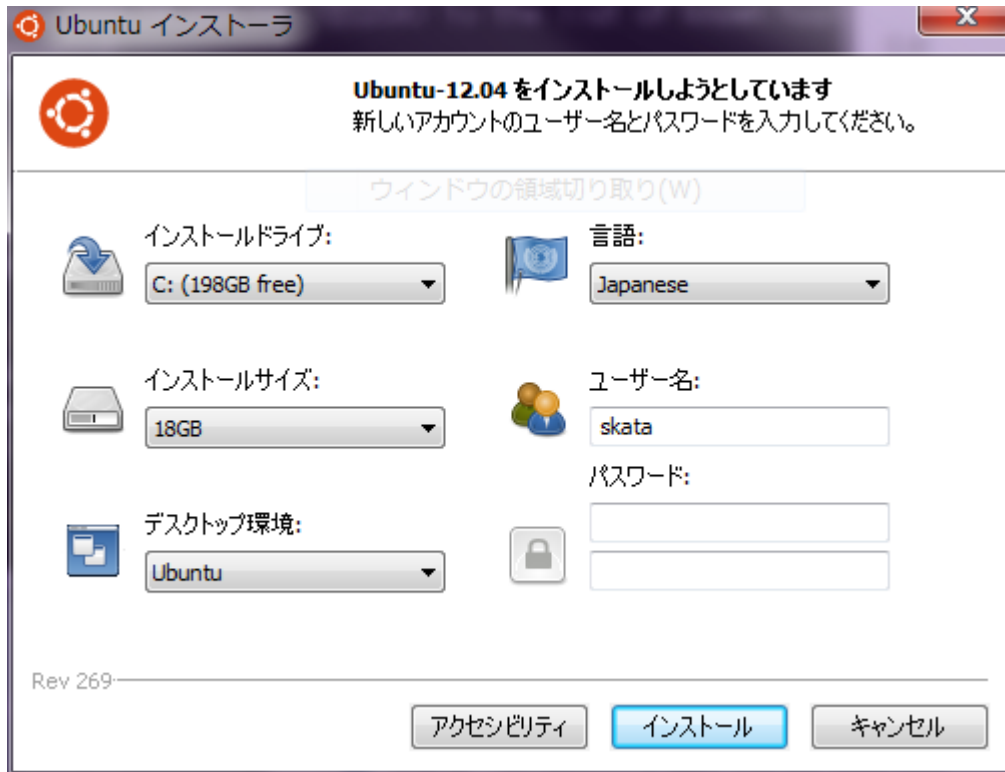 Ubuntu インストーラ
Ubuntu-12.04 をインストールしようとしています
新しいアカウントのユーザー名とパスワードを入力してください。
ウィンドウの領域切り取り(W)
インストールドライブ:
C: (198GB free)
言語:
Japanese
インストールサイズ:
18GB
ユーザー名:
skata
パスワード:
デスクトップ環境:
Ubuntu
Rev 269
アクセシビリティ
インストール
キャンセル